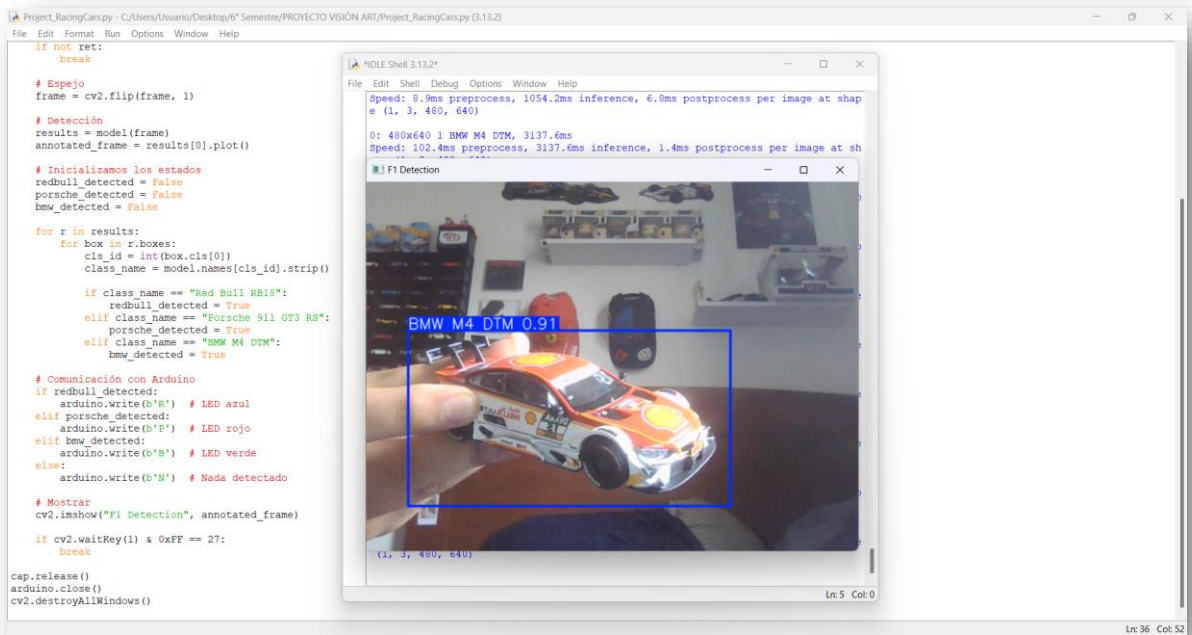 Project_RacingCars.py - C:/Users/Usuario/Desktop/6° Semestre/PROYECTO VISIÓN ART/Project_RacingCars.py (3.13.2)
File Edit Format Run Options Window Help
if not ret:
break
# Espejo
frame = cv2.flip(frame, 1)
# Detección
results = model(frame)
annotated_frame = results[0].plot()
# Inicializamos los estados
redbull_detected = False
porsche_detected = False
bmw_detected = False
for r in results:
for box in r.boxes:
cls_id = int(box.cls[0])
class_name = model.names[cls_id].strip()
if class_name == "Red Bull RB18":
redbull_detected = True
elif class_name == "Porsche 911 GT3 RS":
porsche_detected = True
elif class_name == "BMW M4 DTM":
bmw_detected = True
# Comunicación con Arduino
if redbull_detected:
arduino.write(b'R') # LED azul
elif porsche_detected:
arduino.write(b'P') # LED rojo
elif bmw_detected:
arduino.write(b'B') # LED verde
else:
arduino.write(b'N') # Nada detectado
# Mostrar
cv2.imshow("F1 Detection", annotated_frame)
if cv2.waitKey(1) & 0xFF == 27:
break
cap.release()
arduino.close()
cv2.destroyAllWindows()
*IDLE Shell 3.13.2*
File Edit Shell Debug Options Window Help
Speed: 8.9ms preprocess, 1054.2ms inference, 6.8ms postprocess per image at shap
e (1, 3, 480, 640)
0: 480x640 1 BMW M4 DTM, 3137.6ms
Speed: 102.4ms preprocess, 3137.6ms inference, 1.4ms postprocess per image at sh
F1 Detection
BMW M4 DTM 0.91
(1, 3, 480, 640)
Ln: 5 Col: 0
Ln: 36 Col: 52